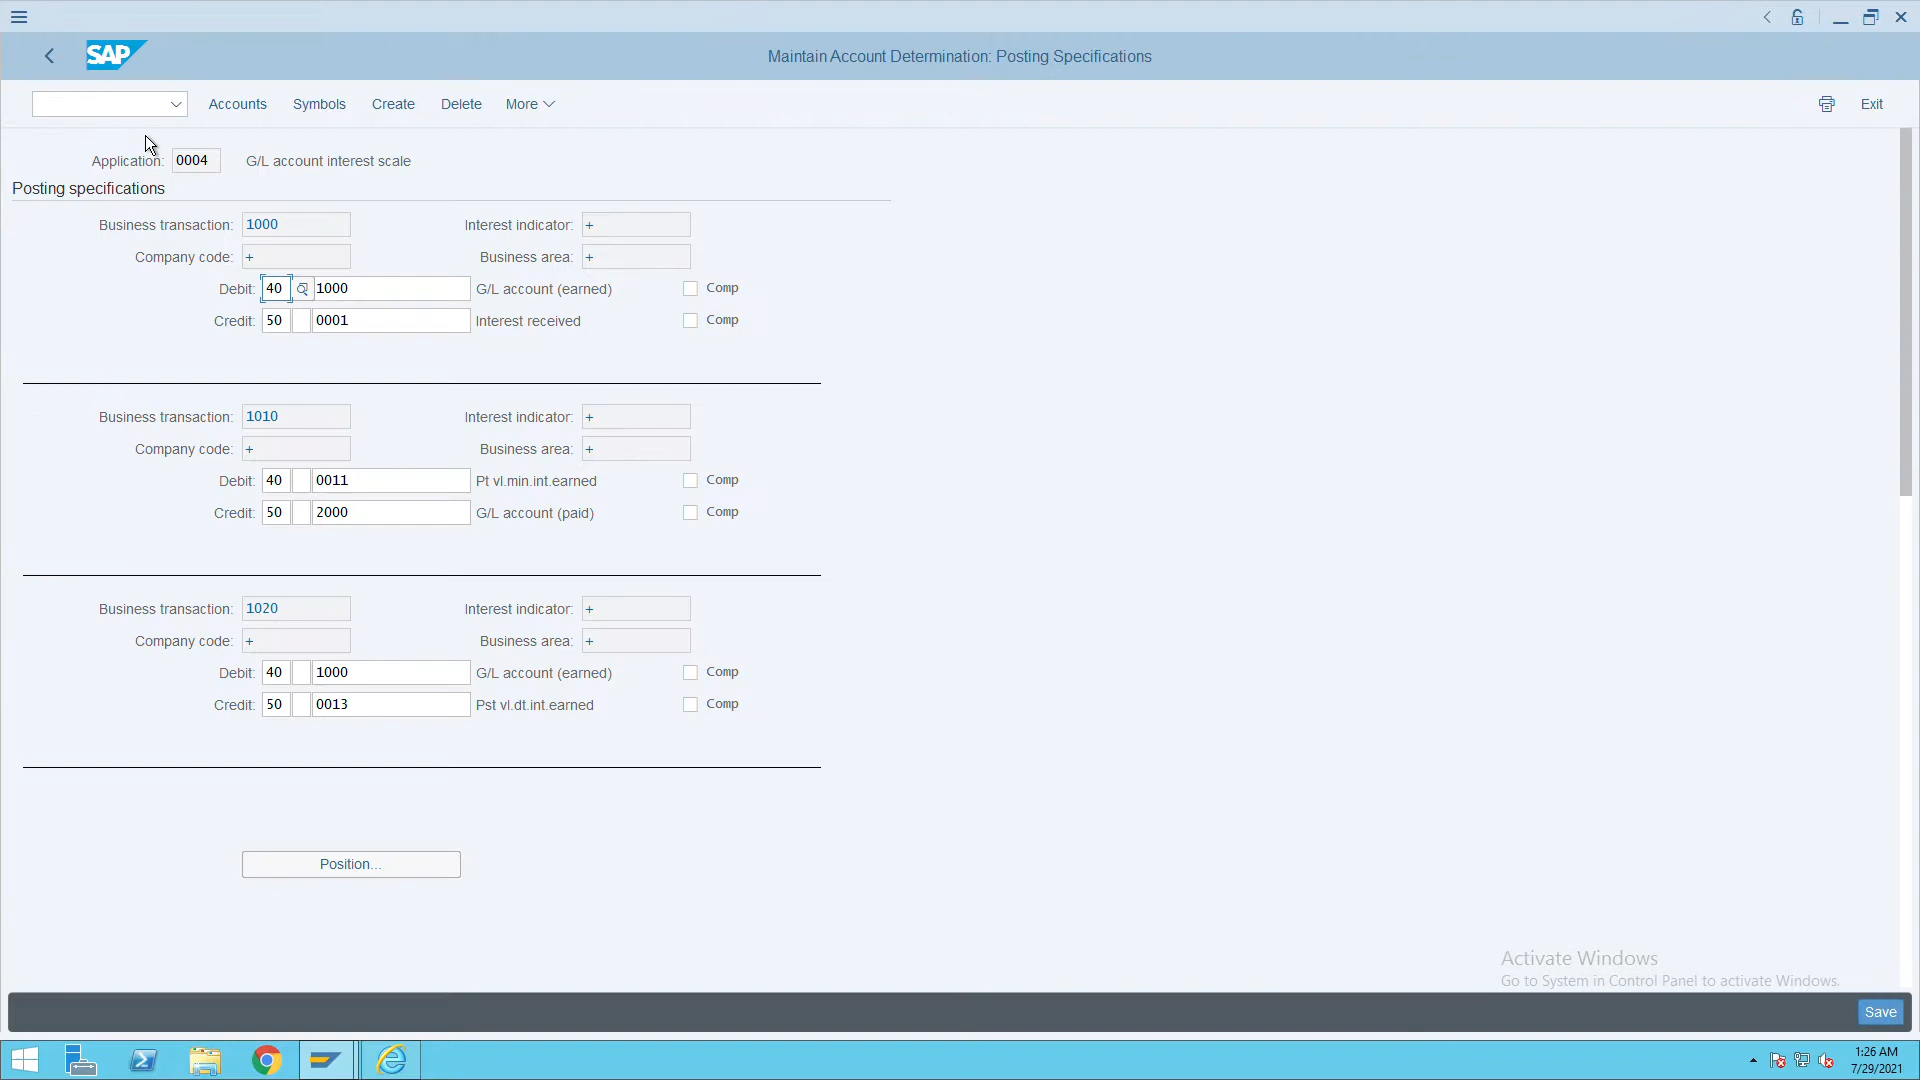 SAP
Maintain Account Determination: Posting Specifications
Accounts Symbols Create Delete More Exit
Application: 0004 G/L account interest scale
Posting specifications
Business transaction: 1000 Interest indicator: +
Company code: + Business area: +
Debit: 40 1000 G/L account (earned) Comp
Credit: 50 0001 Interest received Comp
Business transaction: 1010 Interest indicator: +
Company code: + Business area: +
Debit: 40 0011 Pt vl.min.int.earned Comp
Credit: 50 2000 G/L account (paid) Comp
Business transaction: 1020 Interest indicator: +
Company code: + Business area: +
Debit: 40 1000 G/L account (earned) Comp
Credit: 50 0013 Pst vl.dt.int.earned Comp
Position...
Activate Windows
Go to System in Control Panel to activate Windows.
Save
1:26 AM
7/29/2021